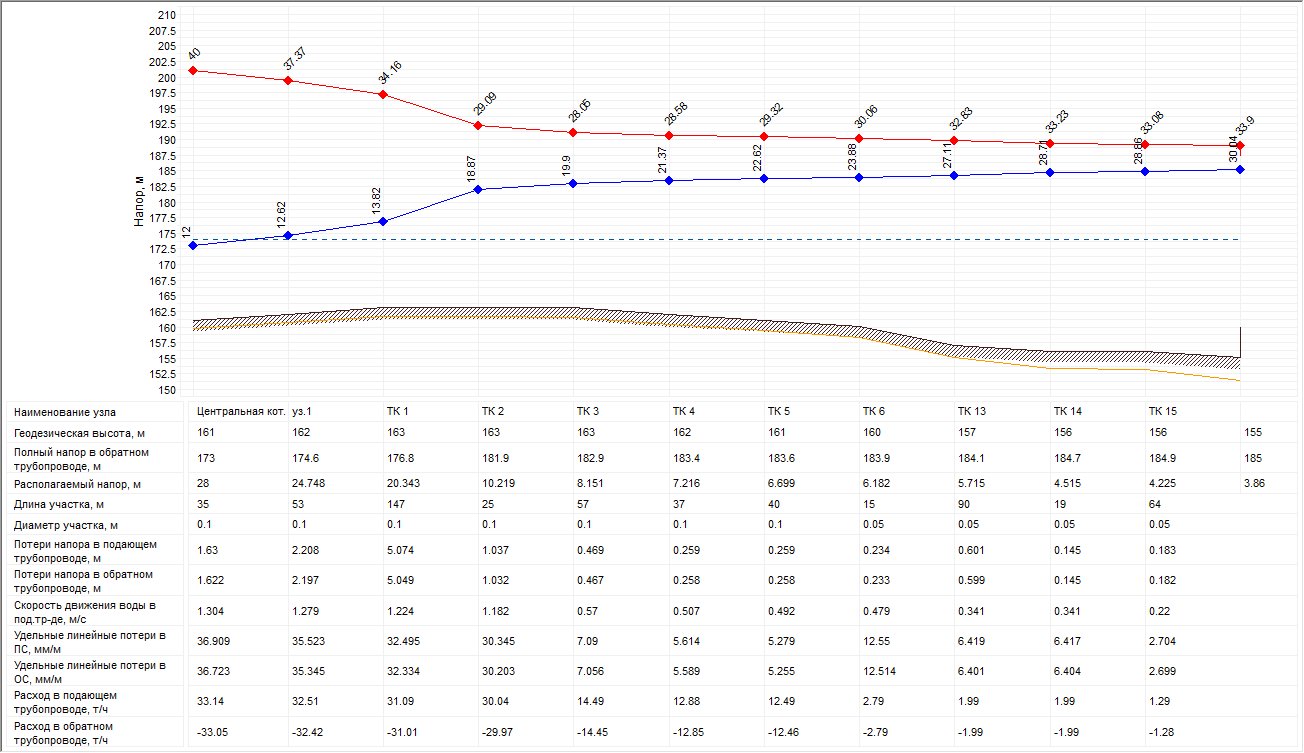 210
207.5
205
202.5
200
197.5
195
192.5
190
187.5
185
182.5
180
177.5
175
172.5
170
167.5
165
162.5
160
157.5
155
152.5
150
Напор, м
40
37.37
34.16
29.09
28.05
28.58
29.32
30.06
32.83
33.23
33.08
33.9
12
12.62
13.82
18.87
19.9
21.37
22.62
23.88
27.11
28.71
28.86
30.04
Наименование узла Центральная кот. уз.1 ТК 1 ТК 2 ТК 3 ТК 4 ТК 5 ТК 6 ТК 13 ТК 14 ТК 15
Геодезическая высота, м 161 162 163 163 163 162 161 160 157 156 156 155
Полный напор в обратном
трубопроводе, м 173 174.6 176.8 181.9 182.9 183.4 183.6 183.9 184.1 184.7 184.9 185
Располагаемый напор, м 28 24.748 20.343 10.219 8.151 7.216 6.699 6.182 5.715 4.515 4.225 3.86
Длина участка, м 35 53 147 25 57 37 40 15 90 19 64
Диаметр участка, м 0.1 0.1 0.1 0.1 0.1 0.1 0.1 0.05 0.05 0.05 0.05
Потери напора в подающем
трубопроводе, м 1.63 2.208 5.074 1.037 0.469 0.259 0.259 0.234 0.601 0.145 0.183
Потери напора в обратном
трубопроводе, м 1.622 2.197 5.049 1.032 0.467 0.258 0.258 0.233 0.599 0.145 0.182
Скорость движения воды в
под.тр-де, м/с 1.304 1.279 1.224 1.182 0.57 0.507 0.492 0.479 0.341 0.341 0.22
Удельные линейные потери в
ПС, мм/м 36.909 35.523 32.495 30.345 7.09 5.614 5.279 12.55 6.419 6.417 2.704
Удельные линейные потери в
ОС, мм/м 36.723 35.345 32.334 30.203 7.056 5.589 5.255 12.514 6.401 6.404 2.699
Расход в подающем
трубопроводе, т/ч 33.14 32.51 31.09 30.04 14.49 12.88 12.49 2.79 1.99 1.99 1.29
Расход в обратном
трубопроводе, т/ч -33.05 -32.42 -31.01 -29.97 -14.45 -12.85 -12.46 -2.79 -1.99 -1.99 -1.28